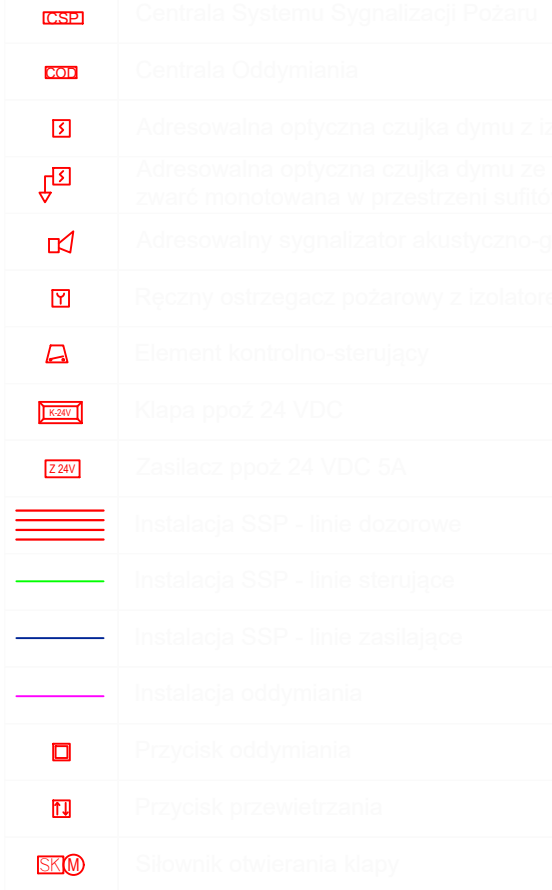 CSP Centrala Systemu Sygnalizacji Pożaru
COD Centrala Oddymiania
Adresowalna optyczna czujka dymu z iz
Adresowalna optyczna czujka dymu ze
zwarć monotowana w przestrzeni sufitó
Adresowalny sygnalizator akustyczno-g
Ręczny ostrzegacz pożarowy z izolatore
Element kontrolno-sterujący
K-24V Klapa ppoż 24 VDC
Z 24V Zasilacz ppoż 24 VDC 5A
Instalacja SSP - linie dozorowe
Instalacja SSP - linie sterujące
Instalacja SSP - linie zasilające
Instalacja oddymiania
Przycisk oddymiania
Przycisk przewietrzania
SK M Siłownik otwierania klapy